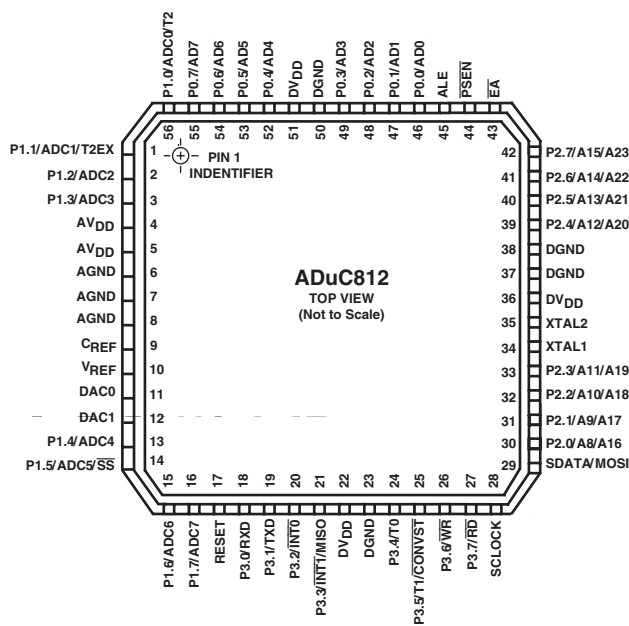 P1.0/ADC0/T2
P0.7/AD7
P0.6/AD6
P0.5/AD5
P0.4/AD4
DVDD
DGND
P0.3/AD3
P0.2/AD2
P0.1/AD1
P0.0/AD0
ALE
PSEN
EA
56 55 54 53 52 51 50 49 48 47 46 45 44 43
P1.1/ADC1/T2EX 1
P1.2/ADC2 2
P1.3/ADC3 3
AVDD 4
AVDD 5
AGND 6
AGND 7
AGND 8
CREF 9
VREF 10
DAC0 11
DAC1 12
P1.4/ADC4 13
P1.5/ADC5/SS 14
PIN 1
INDENTIFIER
ADuC812
TOP VIEW
(Not to Scale)
42 P2.7/A15/A23
41 P2.6/A14/A22
40 P2.5/A13/A21
39 P2.4/A12/A20
38 DGND
37 DGND
36 DVDD
35 XTAL2
34 XTAL1
33 P2.3/A11/A19
32 P2.2/A10/A18
31 P2.1/A9/A17
30 P2.0/A8/A16
29 SDATA/MOSI
15 16 17 18 19 20 21 22 23 24 25 26 27 28
P1.6/ADC6
P1.7/ADC7
RESET
P3.0/RXD
P3.1/TXD
P3.2/INT0
P3.3/INT1/MISO
DVDD
DGND
P3.4/T0
P3.5/T1/CONVST
P3.6/WR
P3.7/RD
SCLOCK